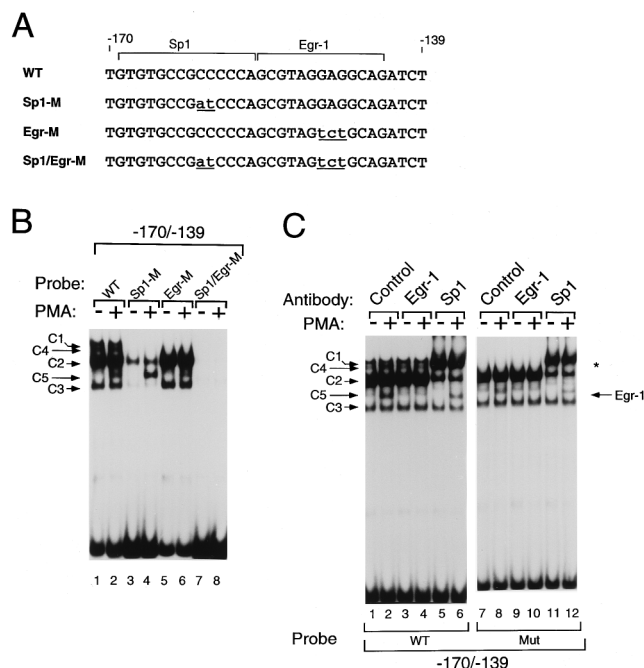 A
-170 Sp1 Egr-1 -139
WT TGTGTGCCGCCCCCAGCGTAGGAGGCAGATCT
Sp1-M TGTGTGCCGatCCCAGCGTAGGAGGCAGATCT
Egr-M TGTGTGCCGCCCCCAGCGTAGtctGCAGATCT
Sp1/Egr-M TGTGTGCCGatCCCAGCGTAGtctGCAGATCT
B
-170/-139
Probe: WT Sp1-M Egr-M Sp1/Egr-M
PMA: - + - + - + - +
C1
C4
C2
C5
C3
1 2 3 4 5 6 7 8
C
Antibody: Control Egr-1 Sp1 Control Egr-1 Sp1
PMA: - + - + - + - + - + - +
C1
C4
C2
C5
C3
*
Egr-1
1 2 3 4 5 6 7 8 9 10 11 12
Probe WT Mut
-170/-139